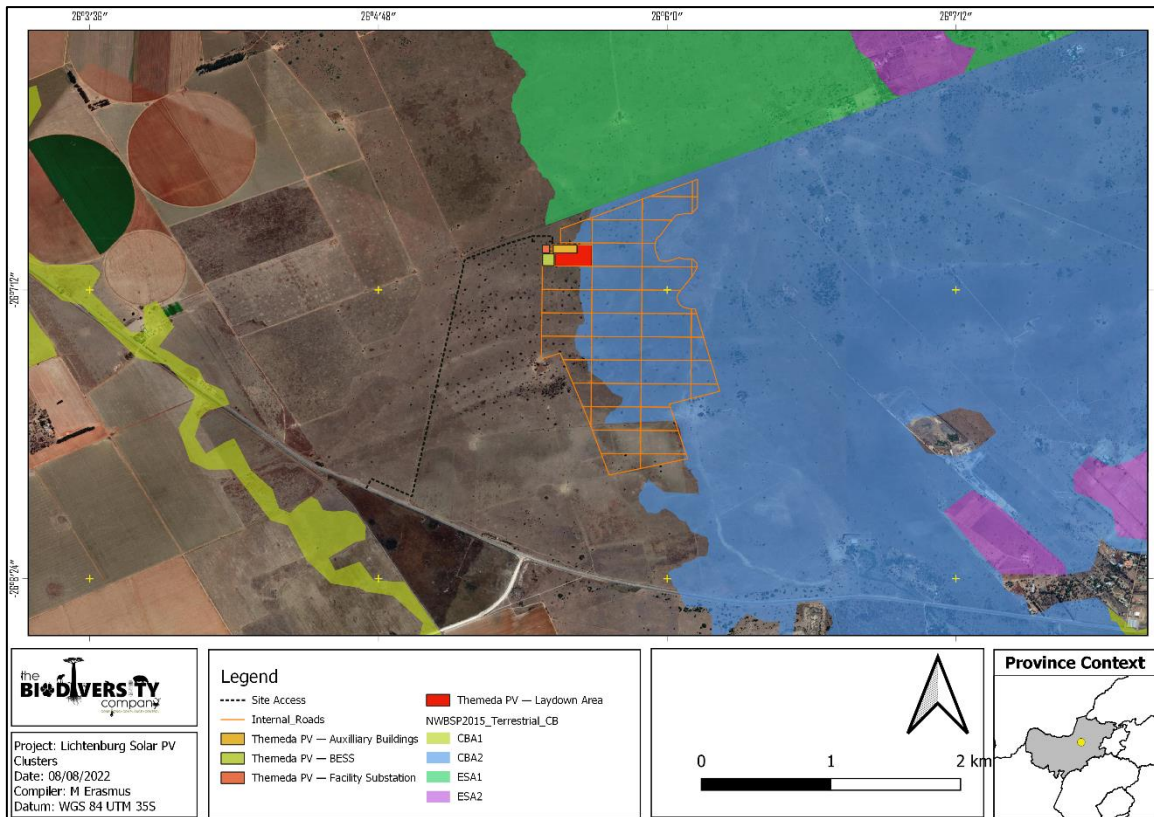 26°3'36"
26°4'48"
26°6'0"
26°7'12"
-26°7'12"
-26°8'24"
the
BIODIVERSITY
company
Project: Lichtenburg Solar PV
Clusters
Date: 08/08/2022
Compiler: M Erasmus
Datum: WGS 84 UTM 35S
Legend
Site Access
Internal_Roads
Themeda PV — Auxilliary Buildings
Themeda PV — BESS
Themeda PV — Facility Substation
Themeda PV — Laydown Area
NWBSP2015_Terrestrial_CB
CBA1
CBA2
ESA1
ESA2
0
1
2 km
Province Context